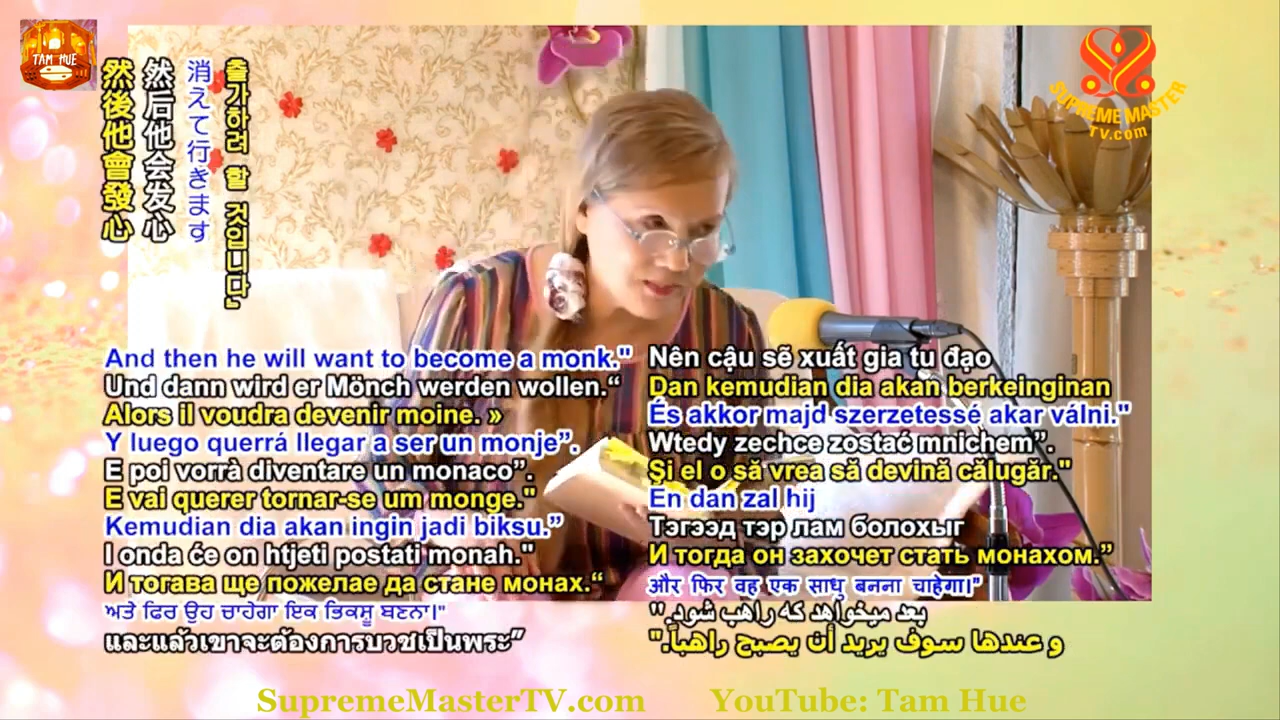 TAM HUE
SUPREME MASTER
TV.com
출가하려 할 것입니다」
消えて行きます
然后他会发心
然後他會發心
And then he will want to become a monk."
Und dann wird er Mönch werden wollen.“
Alors il voudra devenir moine. »
Y luego querrá llegar a ser un monje”.
E poi vorrà diventare un monaco”.
E vai querer tornar-se um monge."
Kemudian dia akan ingin jadi biksu.”
I onda će on htjeti postati monah."
И тогава ще пожелае да стане монах.“
ਅਤੇ ਫਿਰ ਉਹ ਚਾਹੇਗਾ ਇਕ ਭਿਕਸ਼ੂ ਬਣਨਾ।"
และแล้วเขาจะต้องการบวชเป็นพระ”
Nên cậu sẽ xuất gia tu đạo
Dan kemudian dia akan berkeinginan
És akkor majd szerzetessé akar válni."
Wtedy zechce zostać mnichem”.
Şi el o să vrea să devină călugăr."
En dan zal hij
Тэгээд тэр лам болохыг
И тогда он захочет стать монахом.”
और फिर वह एक साधु बनना चाहेगा।”
بعد میخواهد که راهب شود."
و عندها سوف يريد أن يصبح راهباً."
SupremeMasterTV.com YouTube: Tam Hue